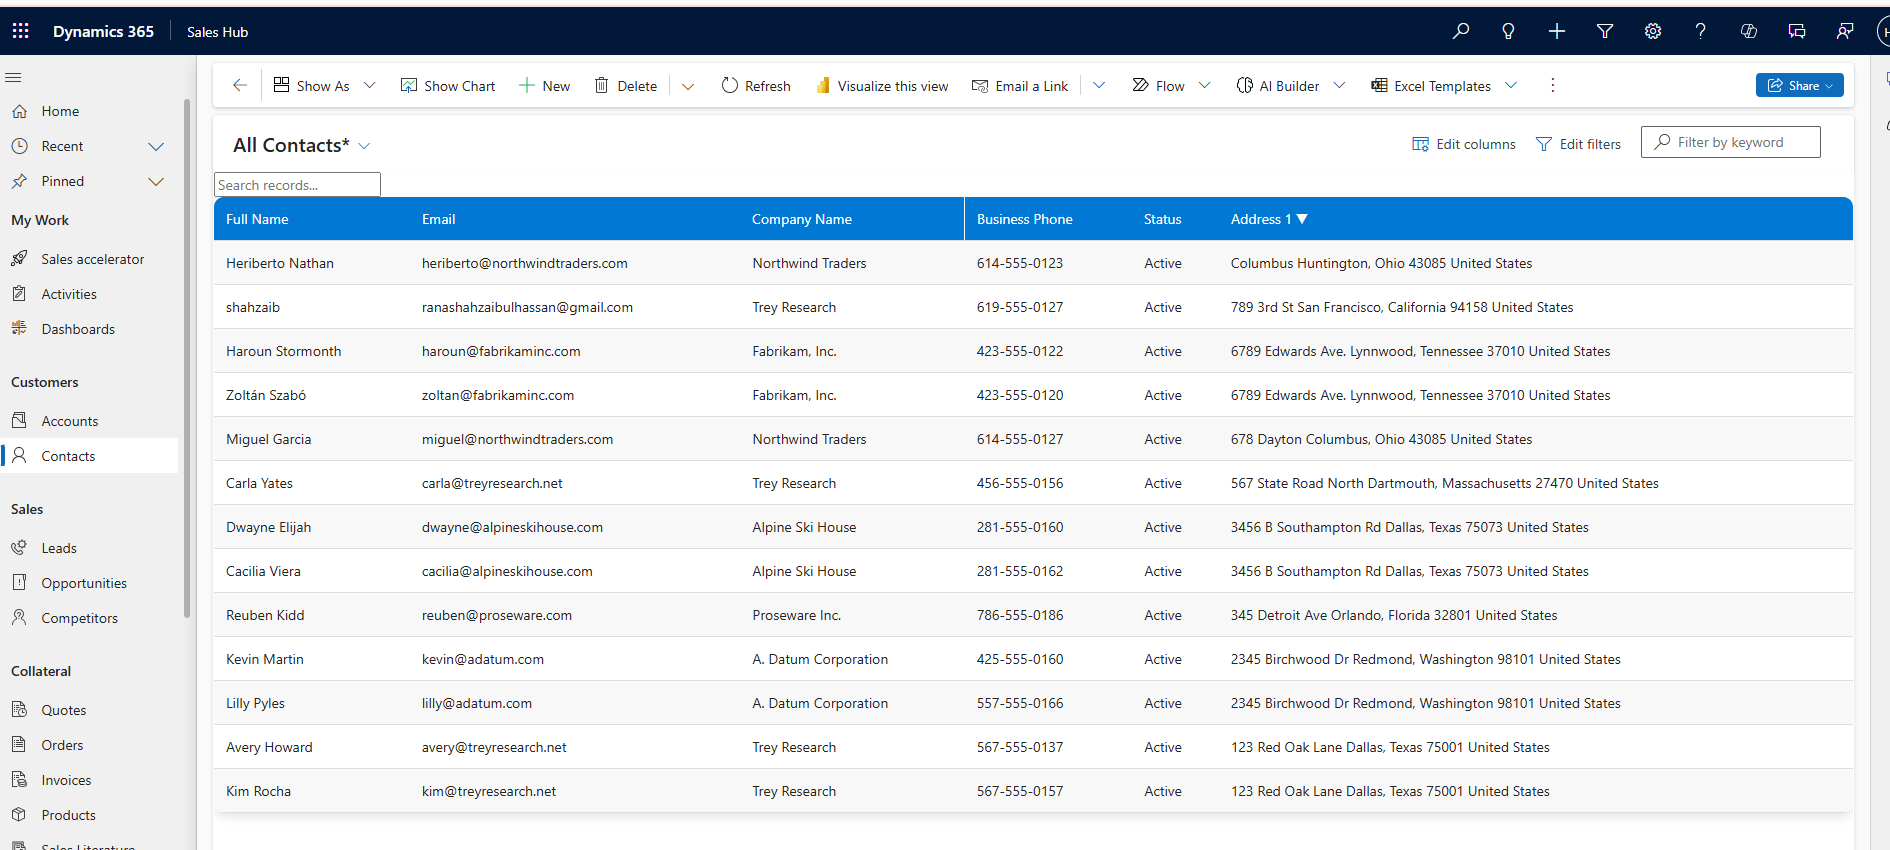 Dynamics 365 Sales Hub
Show As Show Chart New Delete Refresh Visualize this view Email a Link Flow AI Builder Excel Templates Share
Home
Recent
Pinned
My Work
Sales accelerator
Activities
Dashboards
Customers
Accounts
Contacts
Sales
Leads
Opportunities
Competitors
Collateral
Quotes
Orders
Invoices
Products
Sales Literature
All Contacts* Edit columns Edit filters Filter by keyword
Search records...
Full Name Email Company Name Business Phone Status Address 1 ▼
Heriberto Nathan heriberto@northwindtraders.com Northwind Traders 614-555-0123 Active Columbus Huntington, Ohio 43085 United States
shahzaib ranashahzaibulhassan@gmail.com Trey Research 619-555-0127 Active 789 3rd St San Francisco, California 94158 United States
Haroun Stormonth haroun@fabrikaminc.com Fabrikam, Inc. 423-555-0122 Active 6789 Edwards Ave. Lynnwood, Tennessee 37010 United States
Zoltán Szabó zoltan@fabrikaminc.com Fabrikam, Inc. 423-555-0120 Active 6789 Edwards Ave. Lynnwood, Tennessee 37010 United States
Miguel Garcia miguel@northwindtraders.com Northwind Traders 614-555-0127 Active 678 Dayton Columbus, Ohio 43085 United States
Carla Yates carla@treyresearch.net Trey Research 456-555-0156 Active 567 State Road North Dartmouth, Massachusetts 27470 United States
Dwayne Elijah dwayne@alpineskihouse.com Alpine Ski House 281-555-0160 Active 3456 B Southampton Rd Dallas, Texas 75073 United States
Cacilia Viera cacilia@alpineskihouse.com Alpine Ski House 281-555-0162 Active 3456 B Southampton Rd Dallas, Texas 75073 United States
Reuben Kidd reuben@proseware.com Proseware Inc. 786-555-0186 Active 345 Detroit Ave Orlando, Florida 32801 United States
Kevin Martin kevin@adatum.com A. Datum Corporation 425-555-0160 Active 2345 Birchwood Dr Redmond, Washington 98101 United States
Lilly Pyles lilly@adatum.com A. Datum Corporation 557-555-0166 Active 2345 Birchwood Dr Redmond, Washington 98101 United States
Avery Howard avery@treyresearch.net Trey Research 567-555-0137 Active 123 Red Oak Lane Dallas, Texas 75001 United States
Kim Rocha kim@treyresearch.net Trey Research 567-555-0157 Active 123 Red Oak Lane Dallas, Texas 75001 United States